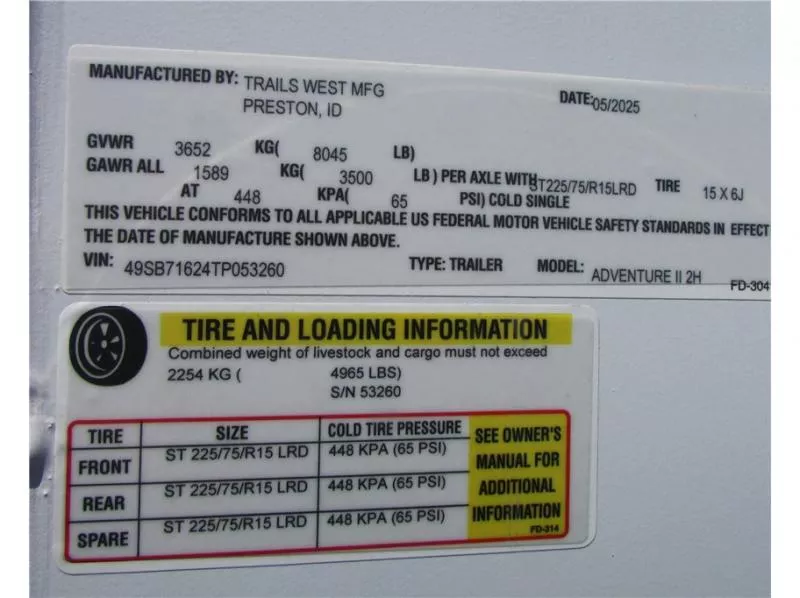 MANUFACTURED BY: TRAILS WEST MFG DATE: 05/2025
PRESTON, ID
GVWR 3652 KG( 8045 LB)
GAWR ALL 1589 KG( 3500 LB) PER AXLE WITH ST225/75/R15LRD TIRE 15 X 6J
AT 448 KPA( 65 PSI) COLD SINGLE
THIS VEHICLE CONFORMS TO ALL APPLICABLE US FEDERAL MOTOR VEHICLE SAFETY STANDARDS IN EFFECT
THE DATE OF MANUFACTURE SHOWN ABOVE.
VIN: 49SB71624TP053260 TYPE: TRAILER MODEL: ADVENTURE II 2H
FD-304
TIRE AND LOADING INFORMATION
Combined weight of livestock and cargo must not exceed
2254 KG ( 4965 LBS)
S/N 53260
TIRE SIZE COLD TIRE PRESSURE
FRONT ST 225/75/R15 LRD 448 KPA (65 PSI)
REAR ST 225/75/R15 LRD 448 KPA (65 PSI)
SPARE ST 225/75/R15 LRD 448 KPA (65 PSI)
SEE OWNER'S
MANUAL FOR
ADDITIONAL
INFORMATION
FD-314